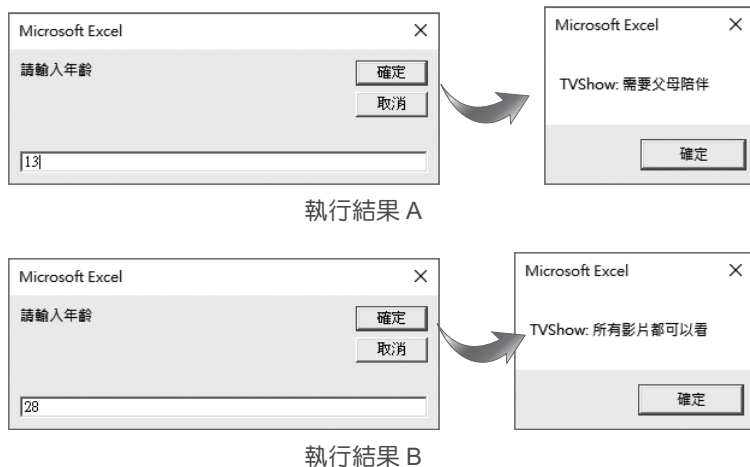 Microsoft Excel
請輸入年齡
確定
取消
13
Microsoft Excel
TVShow: 需要父母陪伴
確定
執行結果 A
Microsoft Excel
請輸入年齡
確定
取消
28
Microsoft Excel
TVShow: 所有影片都可以看
確定
執行結果 B